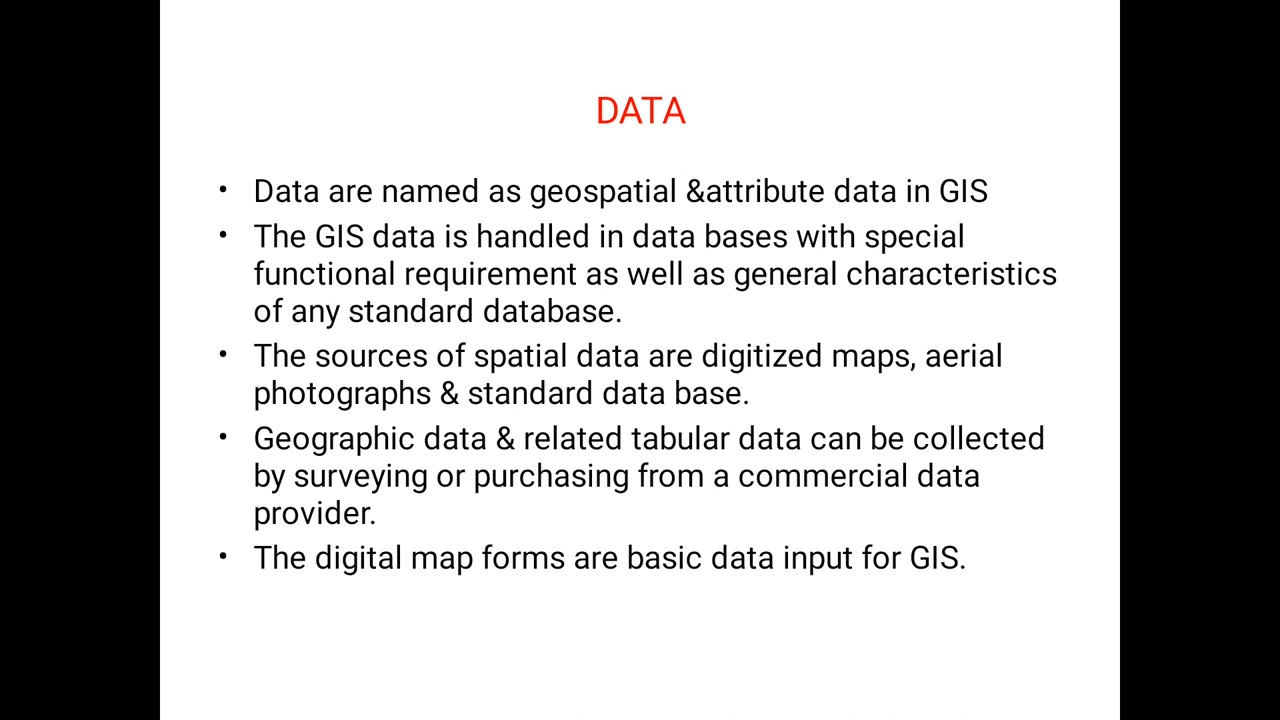 DATA
• Data are named as geospatial &attribute data in GIS
• The GIS data is handled in data bases with special
functional requirement as well as general characteristics
of any standard database.
• The sources of spatial data are digitized maps, aerial
photographs & standard data base.
• Geographic data & related tabular data can be collected
by surveying or purchasing from a commercial data
provider.
• The digital map forms are basic data input for GIS.